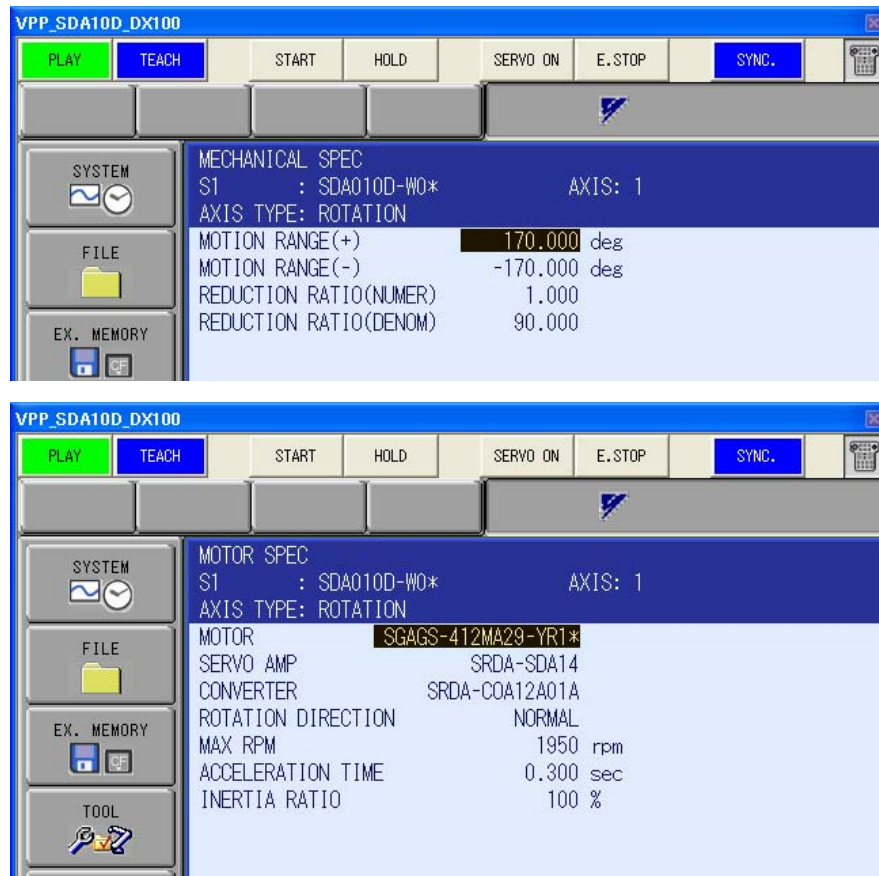 VPP_SDA10D_DX100
PLAY TEACH START HOLD SERVO ON E.STOP SYNC.
SYSTEM
FILE
EX. MEMORY
CF
MECHANICAL SPEC
S1 : SDA010D-W0* AXIS: 1
AXIS TYPE: ROTATION
MOTION RANGE(+) 170.000 deg
MOTION RANGE(-) -170.000 deg
REDUCTION RATIO(NUMER) 1.000
REDUCTION RATIO(DENOM) 90.000
VPP_SDA10D_DX100
PLAY TEACH START HOLD SERVO ON E.STOP SYNC.
SYSTEM
FILE
EX. MEMORY
CF
TOOL
MOTOR SPEC
S1 : SDA010D-W0* AXIS: 1
AXIS TYPE: ROTATION
MOTOR SGAGS-412MA29-YR1*
SERVO AMP SRDA-SDA14
CONVERTER SRDA-COA12A01A
ROTATION DIRECTION NORMAL
MAX RPM 1950 rpm
ACCELERATION TIME 0.300 sec
INERTIA RATIO 100 %